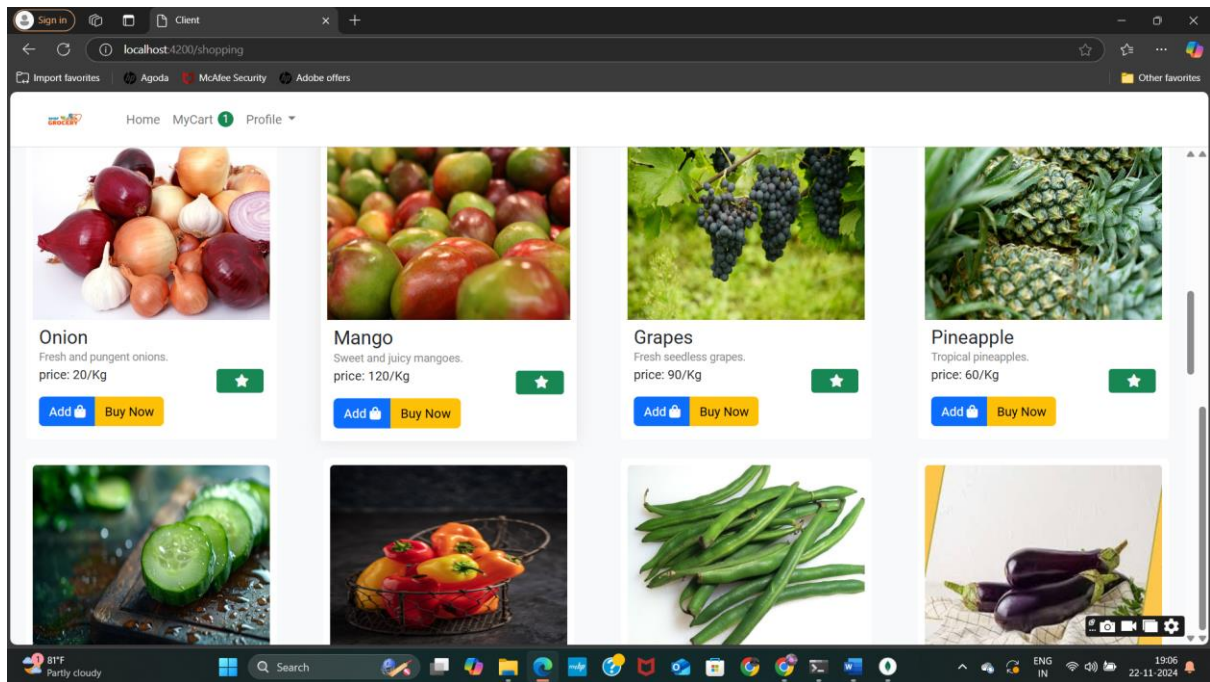 Sign in
Client
localhost:4200/shopping
Import favorites
Agoda
McAfee Security
Adobe offers
Other favorites
GROCERY
Home
MyCart 1
Profile
Onion
Fresh and pungent onions.
price: 20/Kg
Add
Buy Now
Mango
Sweet and juicy mangoes.
price: 120/Kg
Add
Buy Now
Grapes
Fresh seedless grapes.
price: 90/Kg
Add
Buy Now
Pineapple
Tropical pineapples.
price: 60/Kg
Add
Buy Now
1
81°F
Partly cloudy
Search
ENG
IN
19:06
22-11-2024